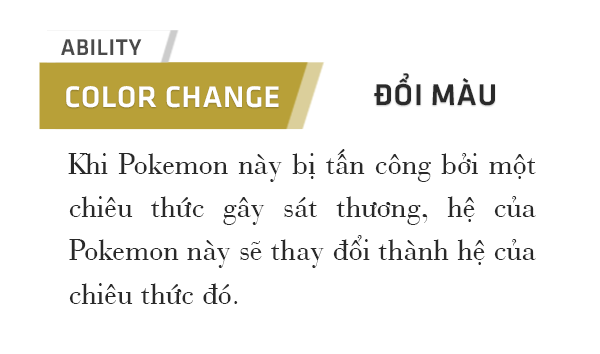 ABILITY
COLOR CHANGE
ĐỔI MÀU
Khi Pokemon này bị tấn công bởi một
chiêu thức gây sát thương, hệ của
Pokemon này sẽ thay đổi thành hệ của
chiêu thức đó.